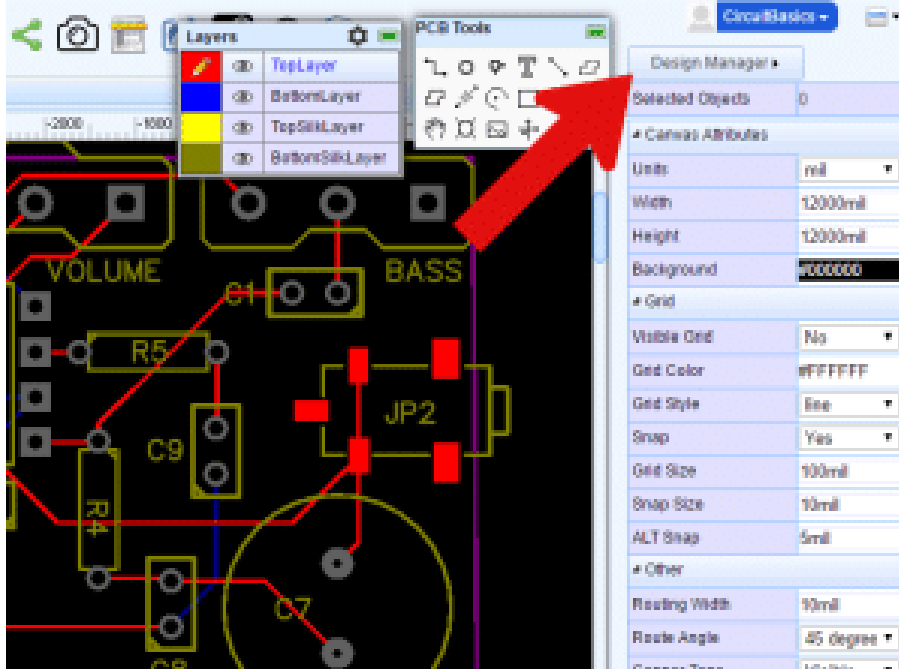 CircuitBasics
Layers
TopLayer
BottomLayer
TopSilkLayer
BottomSilkLayer
PCB Tools
T
Design Manager
Selected Objects 0
Canvas Attributes
Units mil
Width 12000mil
Height 12000mil
Background #000000
Grid
Visible Grid No
Grid Color #FFFFFF
Grid Style line
Snap Yes
Grid Size 100mil
Snap Size 10mil
ALT Snap 5mil
Other
Routing Width 10mil
Route Angle 45 degree
-2000 -1600
VOLUME
BASS
C1
R5
JP2
C9
R4
C7
C8